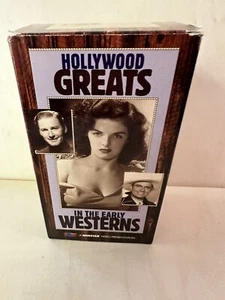 HOLLYWOOD
GREATS
IN THE EARLY
WESTERNS